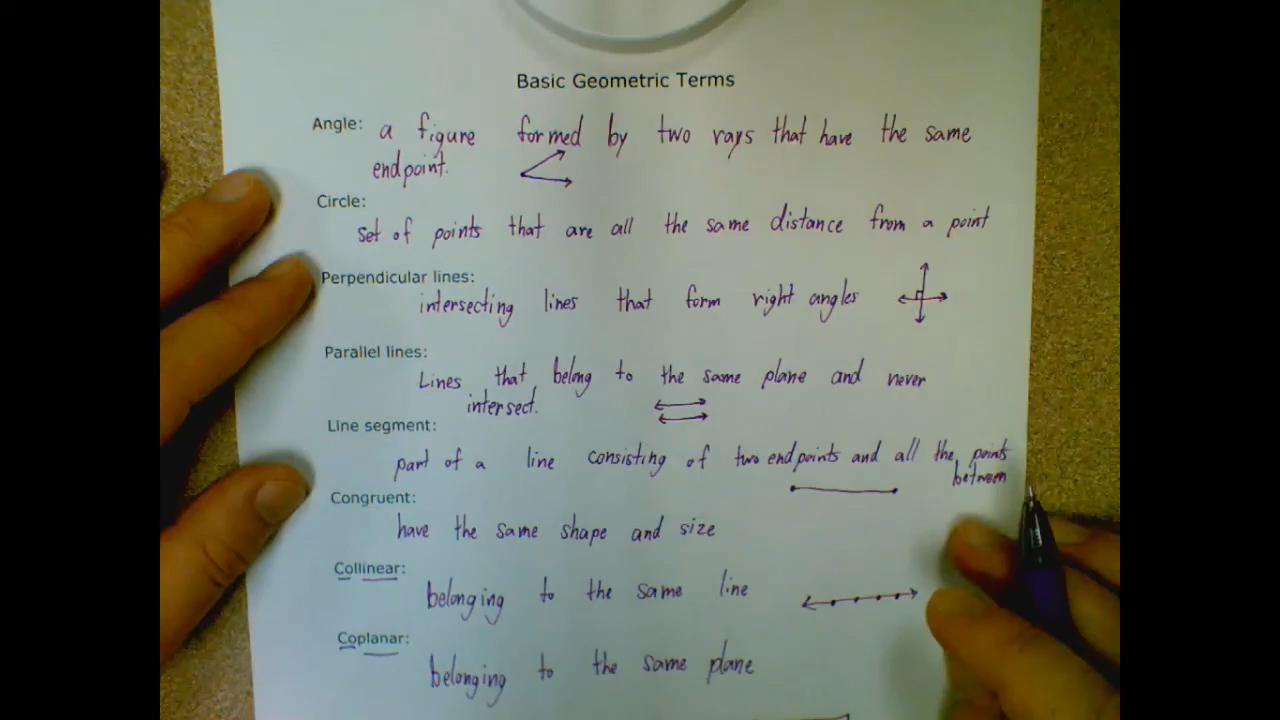 Basic Geometric Terms
Angle: a figure formed by two rays that have the same
endpoint.
Circle:
set of points that are all the same distance from a point
Perpendicular lines:
intersecting lines that form right angles
Parallel lines:
Lines that belong to the same plane and never
intersect.
Line segment:
part of a line consisting of two endpoints and all the points
between
Congruent:
have the same shape and size
Collinear:
belonging to the same line
Coplanar:
belonging to the same plane